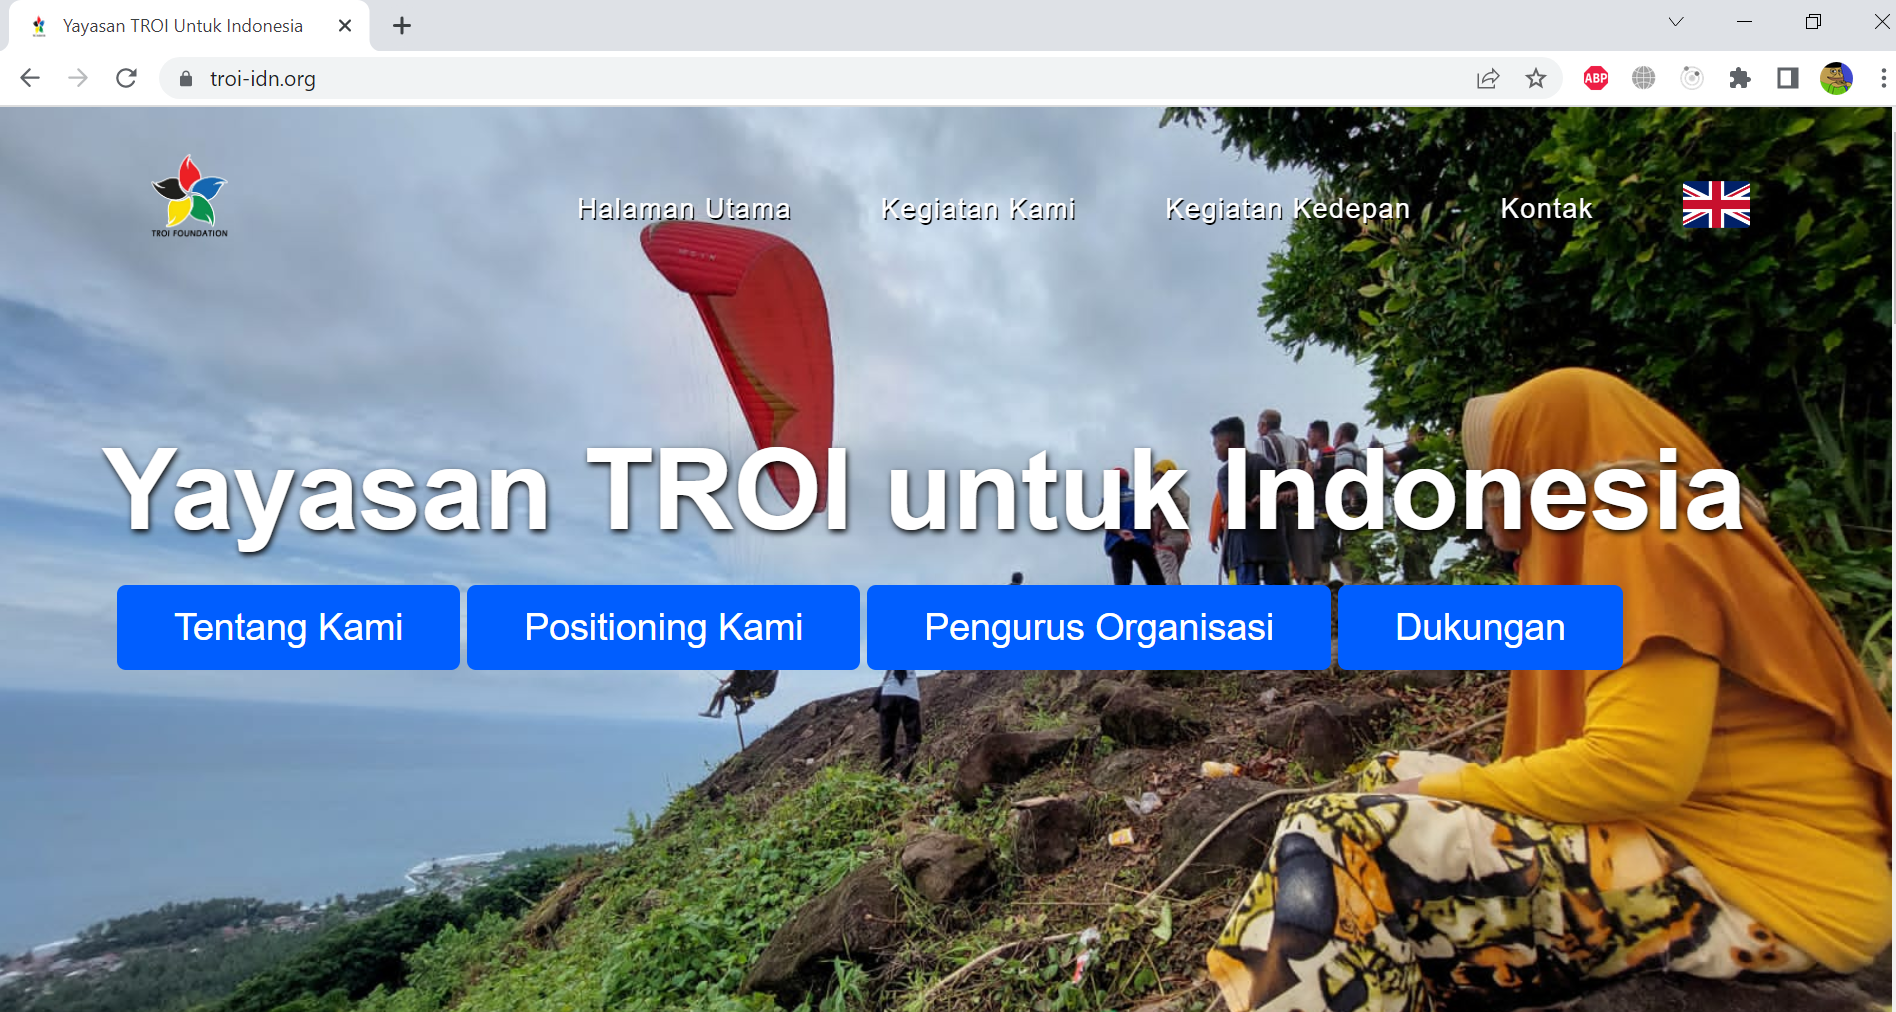 Yayasan TROI Untuk Indonesia
troi-idn.org
ABP
TROI FOUNDATION
Halaman Utama
Kegiatan Kami
Kegiatan Kedepan
Kontak
Yayasan TROI untuk Indonesia
Tentang Kami
Positioning Kami
Pengurus Organisasi
Dukungan